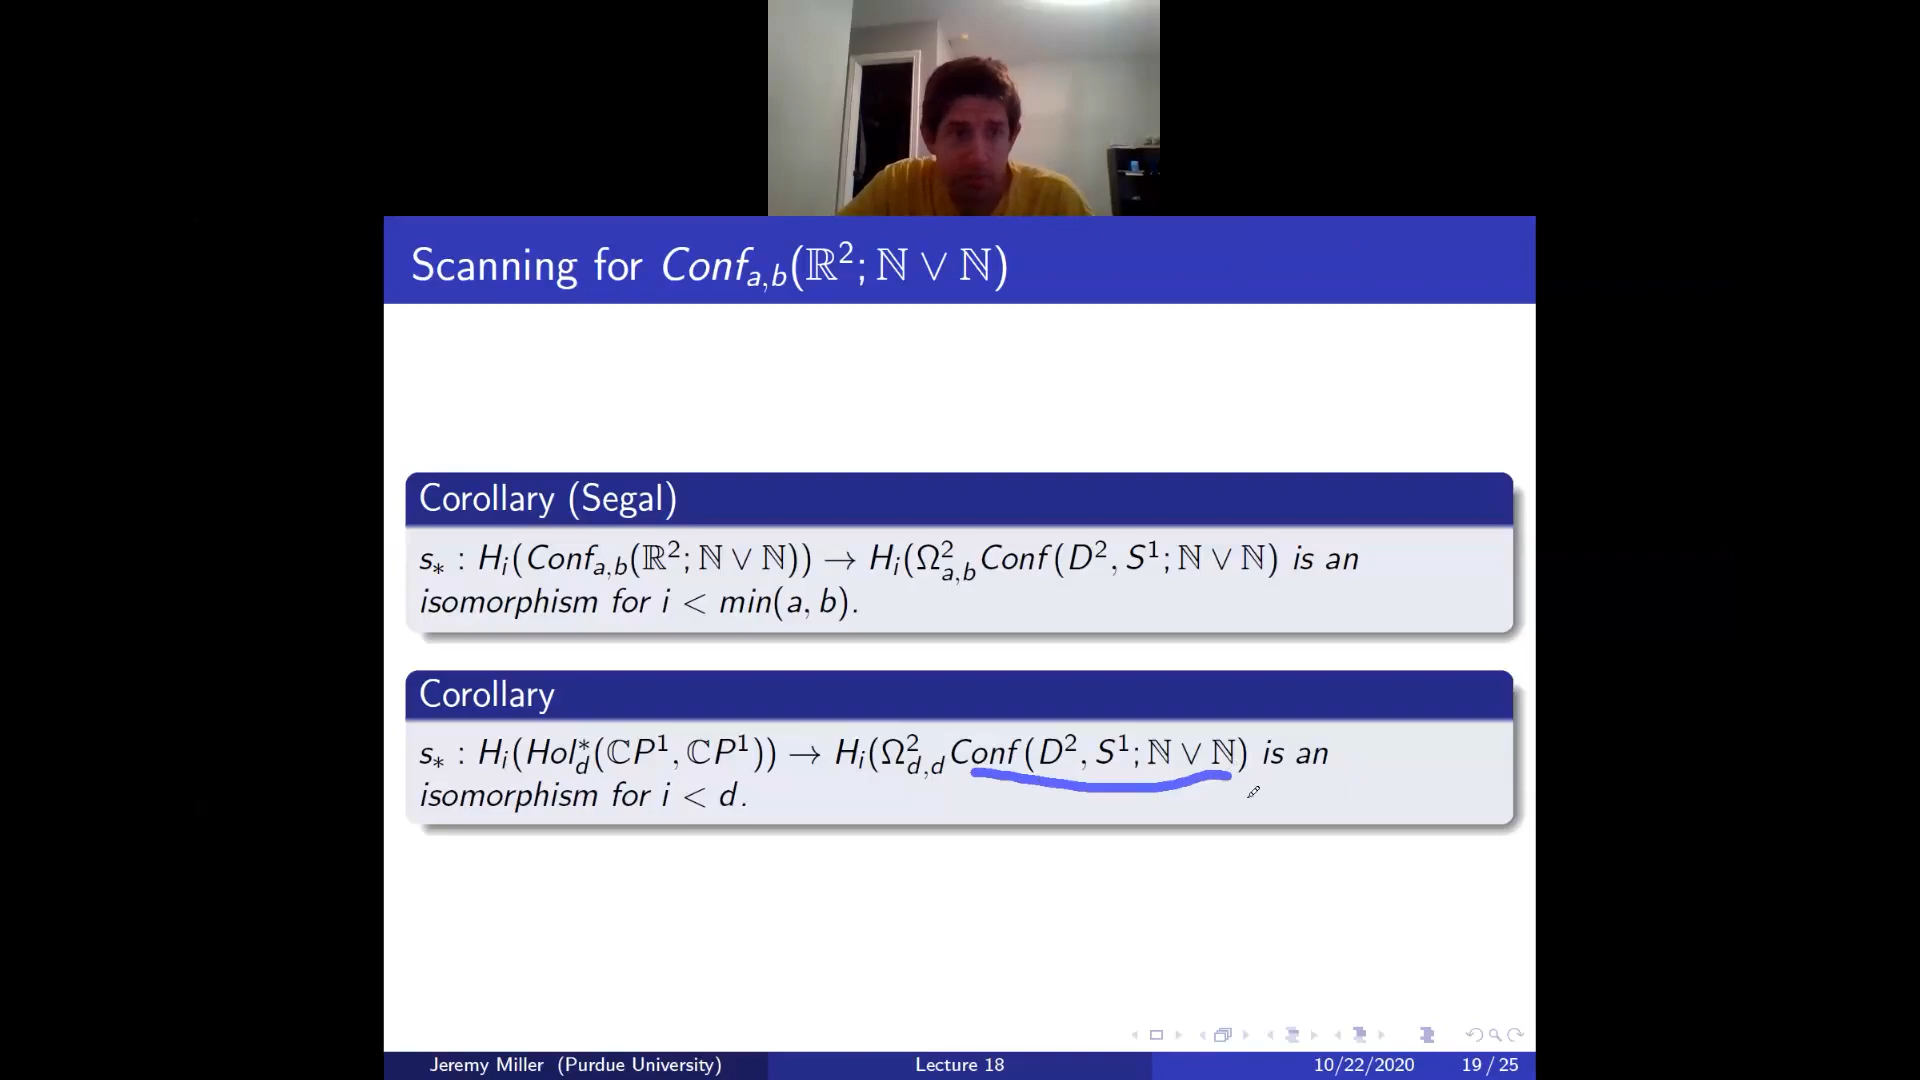 Scanning for Conf_{a,b}(ℝ²; ℕ ∨ ℕ)
Corollary (Segal)
s_* : H_i(Conf_{a,b}(ℝ²; ℕ ∨ ℕ)) → H_i(Ω²_{a,b}Conf(D², S¹; ℕ ∨ ℕ) is an
isomorphism for i < min(a, b).
Corollary
s_* : H_i(Hol*_d(ℂP¹, ℂP¹)) → H_i(Ω²_{d,d}Conf(D², S¹; ℕ ∨ ℕ) is an
isomorphism for i < d.
Jeremy Miller (Purdue University) Lecture 18 10/22/2020 19 / 25